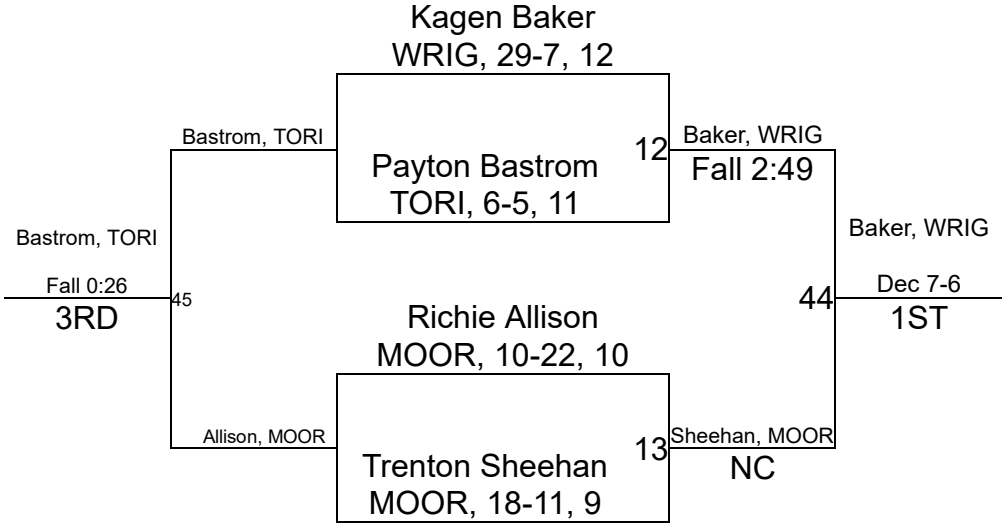 Kagen Baker
WRIG, 29-7, 12
Bastrom, TORI
Payton Bastrom
TORI, 6-5, 11
12
Baker, WRIG
Fall 2:49
Bastrom, TORI
Fall 0:26
3RD
45
Baker, WRIG
44
Dec 7-6
1ST
Richie Allison
MOOR, 10-22, 10
Allison, MOOR
Trenton Sheehan
MOOR, 18-11, 9
13
Sheehan, MOOR
NC